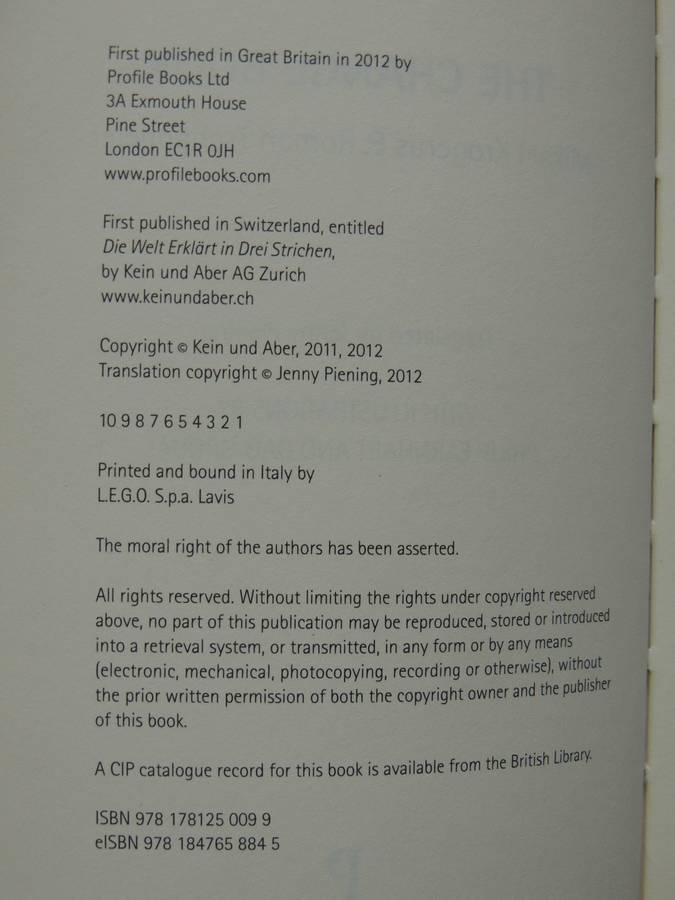 First published in Great Britain in 2012 by
Profile Books Ltd
3A Exmouth House
Pine Street
London EC1R 0JH
www.profilebooks.com
First published in Switzerland, entitled
Die Welt Erklärt in Drei Strichen,
by Kein und Aber AG Zurich
www.keinundaber.ch
Copyright © Kein und Aber, 2011, 2012
Translation copyright © Jenny Piening, 2012
10 9 8 7 6 5 4 3 2 1
Printed and bound in Italy by
L.E.G.O. S.p.a. Lavis
The moral right of the authors has been asserted.
All rights reserved. Without limiting the rights under copyright reserved
above, no part of this publication may be reproduced, stored or introduced
into a retrieval system, or transmitted, in any form or by any means
(electronic, mechanical, photocopying, recording or otherwise), without
the prior written permission of both the copyright owner and the publisher
of this book.
A CIP catalogue record for this book is available from the British Library.
ISBN 978 178125 009 9
eISBN 978 184765 884 5